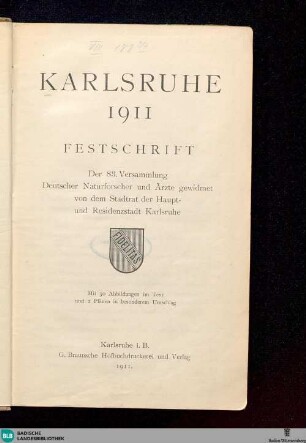 KARLSRUHE
1911
FESTSCHRIFT
Der 83. Versammlung
Deutscher Naturforscher und Ärzte gewidmet
von dem Stadtrat der Haupt-
und Residenzstadt Karlsruhe
FIDELITAS
Mit Abbildungen im Text
und 2 Plänen in besonderem Umschlag
Karlsruhe i. B.
G. Braunsche Hofbuchdruckerei und Verlag
1911.
BLB
BADISCHE
LANDESBIBLIOTHEK